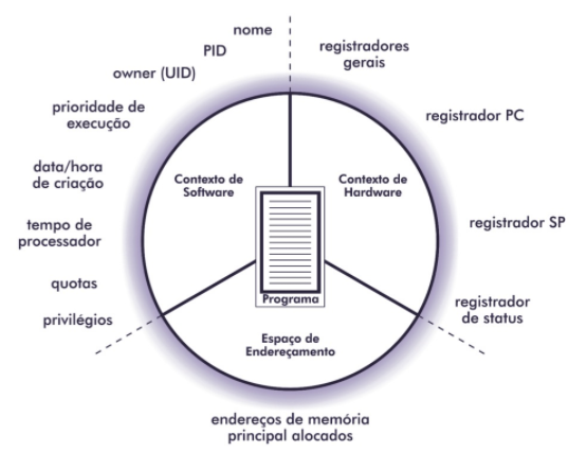 nome
PID
owner (UID)
prioridade de
execução
data/hora
de criação
tempo de
processador
quotas
privilégios
registradores
gerais
registrador PC
registrador SP
registrador
de status
Contexto de
Software
Contexto de
Hardware
Programa
Espaço de
Endereçamento
endereços de memória
principal alocados